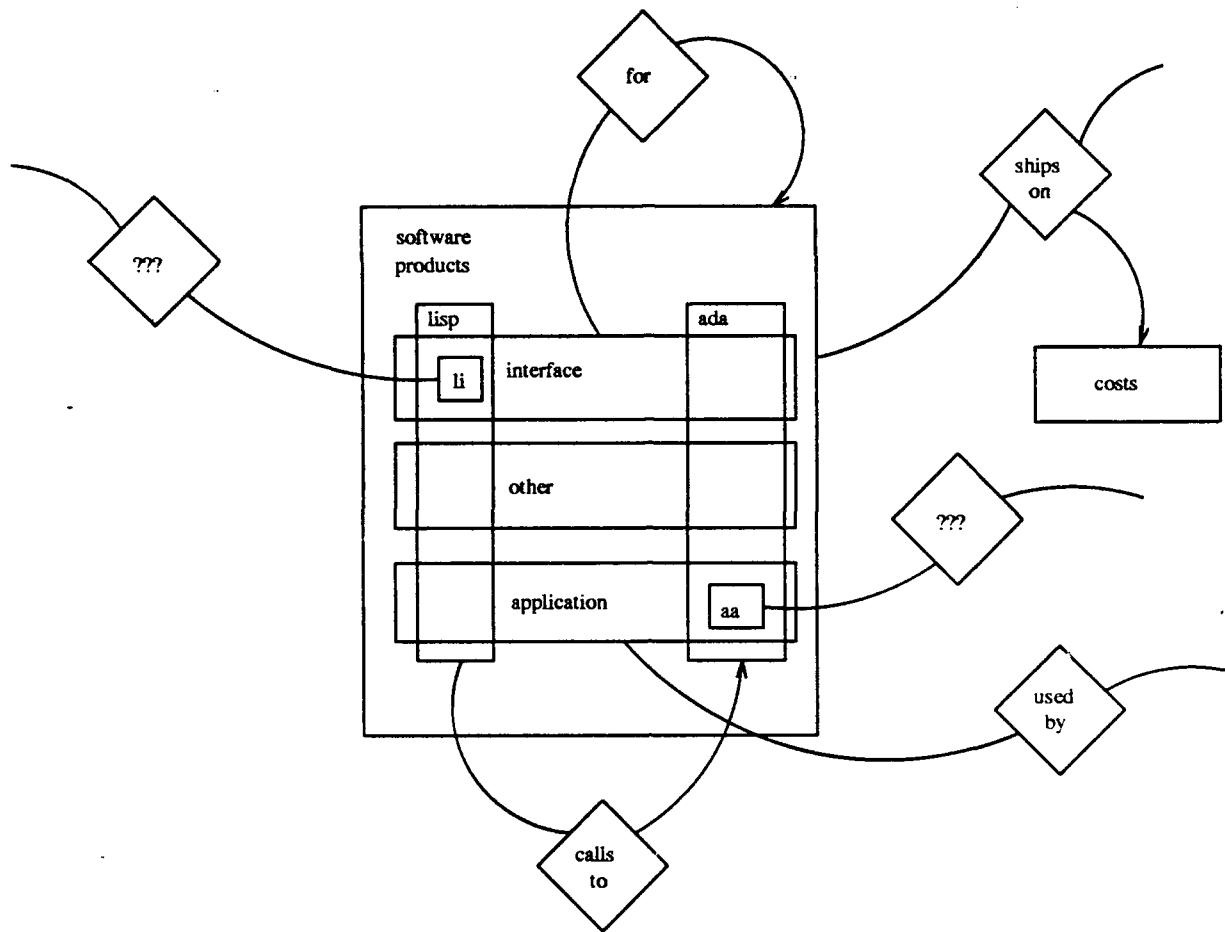 for
ships
on
software
products
???
lisp
ada
interface
li
costs
other
???
application
aa
used
by
calls
to